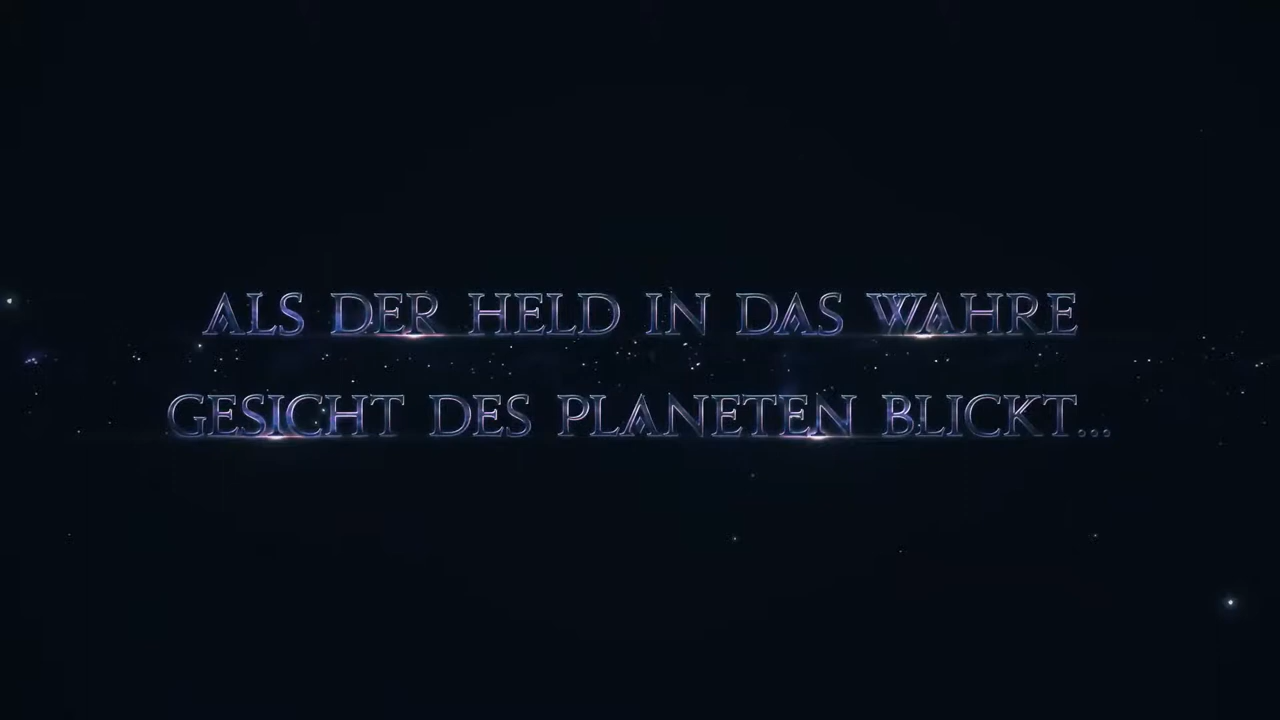 ALS DER HELD IN DAS WAHRE
GESICHT DES PLANETEN BLICKT...